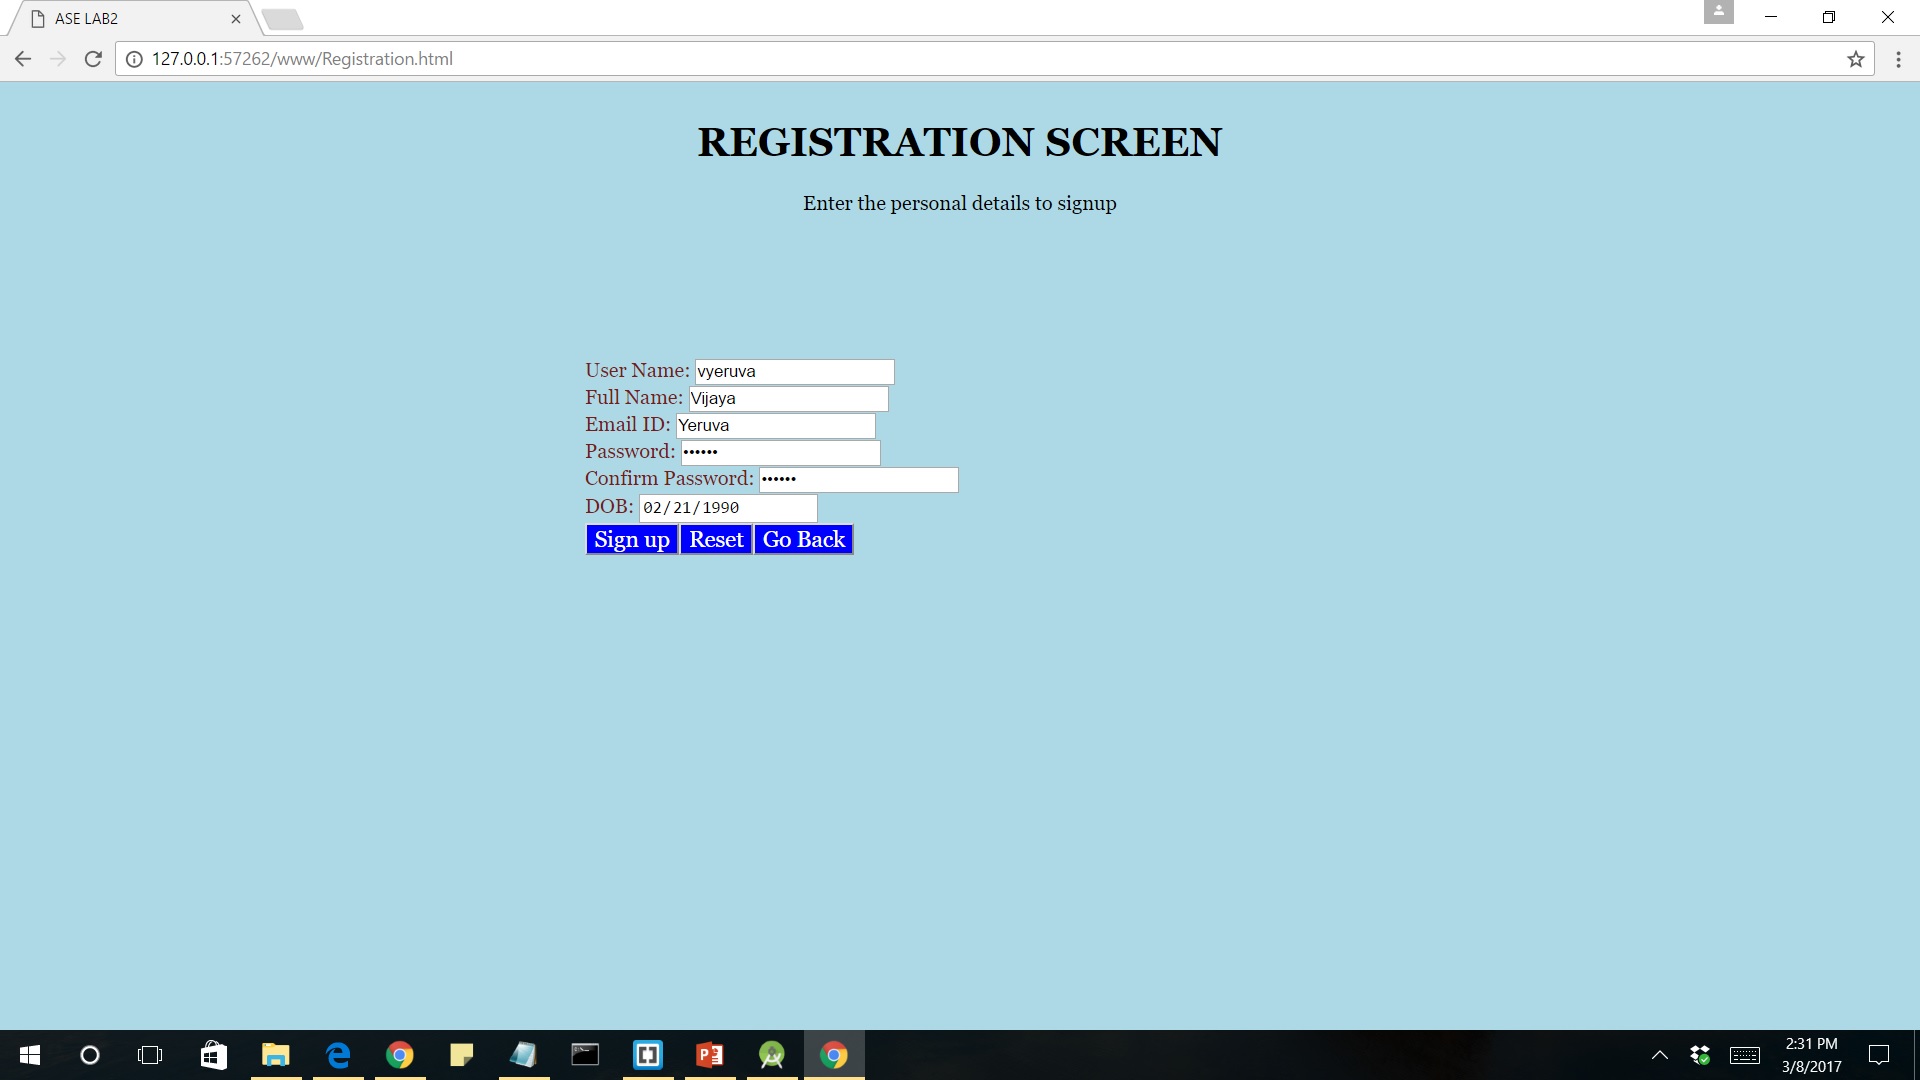 ASE LAB2
127.0.0.1:57262/www/Registration.html
REGISTRATION SCREEN
Enter the personal details to signup
User Name: vyeruva
Full Name: Vijaya
Email ID: Yeruva
Password: ••••••
Confirm Password: ••••••
DOB: 02/21/1990
Sign up Reset Go Back
2:31 PM
3/8/2017